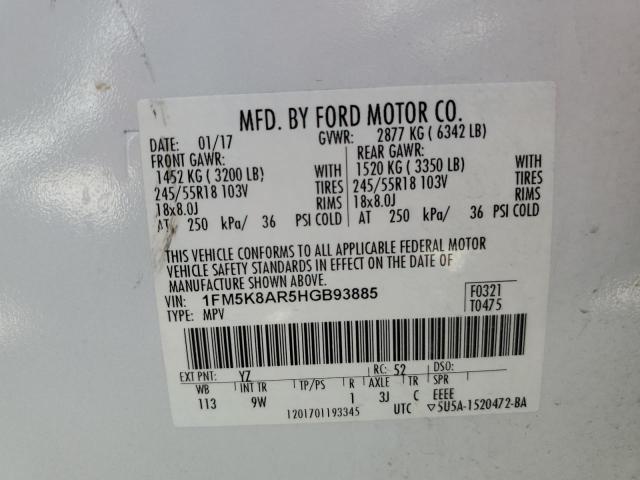 MFD. BY FORD MOTOR CO.
DATE: 01/17 GVWR: 2877 KG ( 6342 LB)
FRONT GAWR: REAR GAWR:
1452 KG ( 3200 LB) 1520 KG ( 3350 LB)
245/55R18 103V TIRES 245/55R18 103V TIRES
18x8.0J RIMS 18x8.0J RIMS
AT 250 kPa/ 36 PSI COLD AT 250 kPa/ 36 PSI COLD
THIS VEHICLE CONFORMS TO ALL APPLICABLE FEDERAL MOTOR
VEHICLE SAFETY STANDARDS IN EFFECT ON THE DATE OF
MANUFACTURE SHOWN ABOVE.
VIN: 1FM5K8AR5HGB93885 F0321
TYPE: MPV T0475
EXT PNT: YZ RC: 52 DSO:
WB INT TR TP/PS R AXLE TR SPR
113 9W 1 3J C EEEE
1201701193345 UTC ▽5U5A-1520472-BA